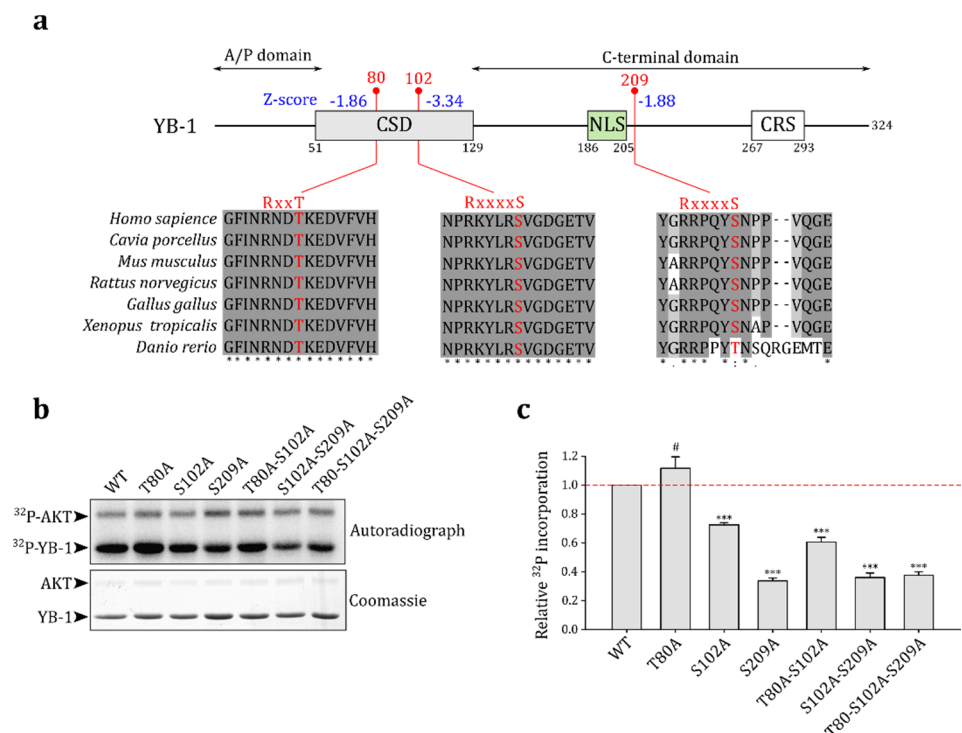 a
A/P domain
C-terminal domain
80
102
209
Z-score
-1.86
-3.34
-1.88
YB-1
CSD
NLS
CRS
324
51
129
186
205
267
293
RxxT
RxxxxS
RxxxxS
Homo sapience GFINRNDTKEDVFVH NPRKYLRSVGDGETV YGRRPQYSNPP--VQGE
Cavia porcellus GFINRNDTKEDVFVH NPRKYLRSVGDGETV YGRRPQYSNPP--VQGE
Mus musculus GFINRNDTKEDVFVH NPRKYLRSVGDGETV YARRPQYSNPP--VQGE
Rattus norvegicus GFINRNDTKEDVFVH NPRKYLRSVGDGETV YARRPQYSNPP--VQGE
Gallus gallus GFINRNDTKEDVFVH NPRKYLRSVGDGETV YGRRPQYSNPP--VQGE
Xenopus tropicalis GFINRNDTKEDVFVH NPRKYLRSVGDGETV YGRRPQYSNAP--VQGE
Danio rerio GFINRNDTKEDVFVH NPRKYLRSVGDGETV YGRRPPYTNSQRGEMTE
*************** *************** *.*** *:* . *
b
WT
T80A
S102A
S209A
T80A-S102A
S102A-S209A
T80-S102A-S209A
32P-AKT
Autoradiograph
32P-YB-1
AKT
Coomassie
YB-1
c
Relative 32P incorporation
1.2
1.0
0.8
0.6
0.4
0.2
0.0
#
***
***
***
***
***
WT
T80A
S102A
S209A
T80A-S102A
S102A-S209A
T80-S102A-S209A